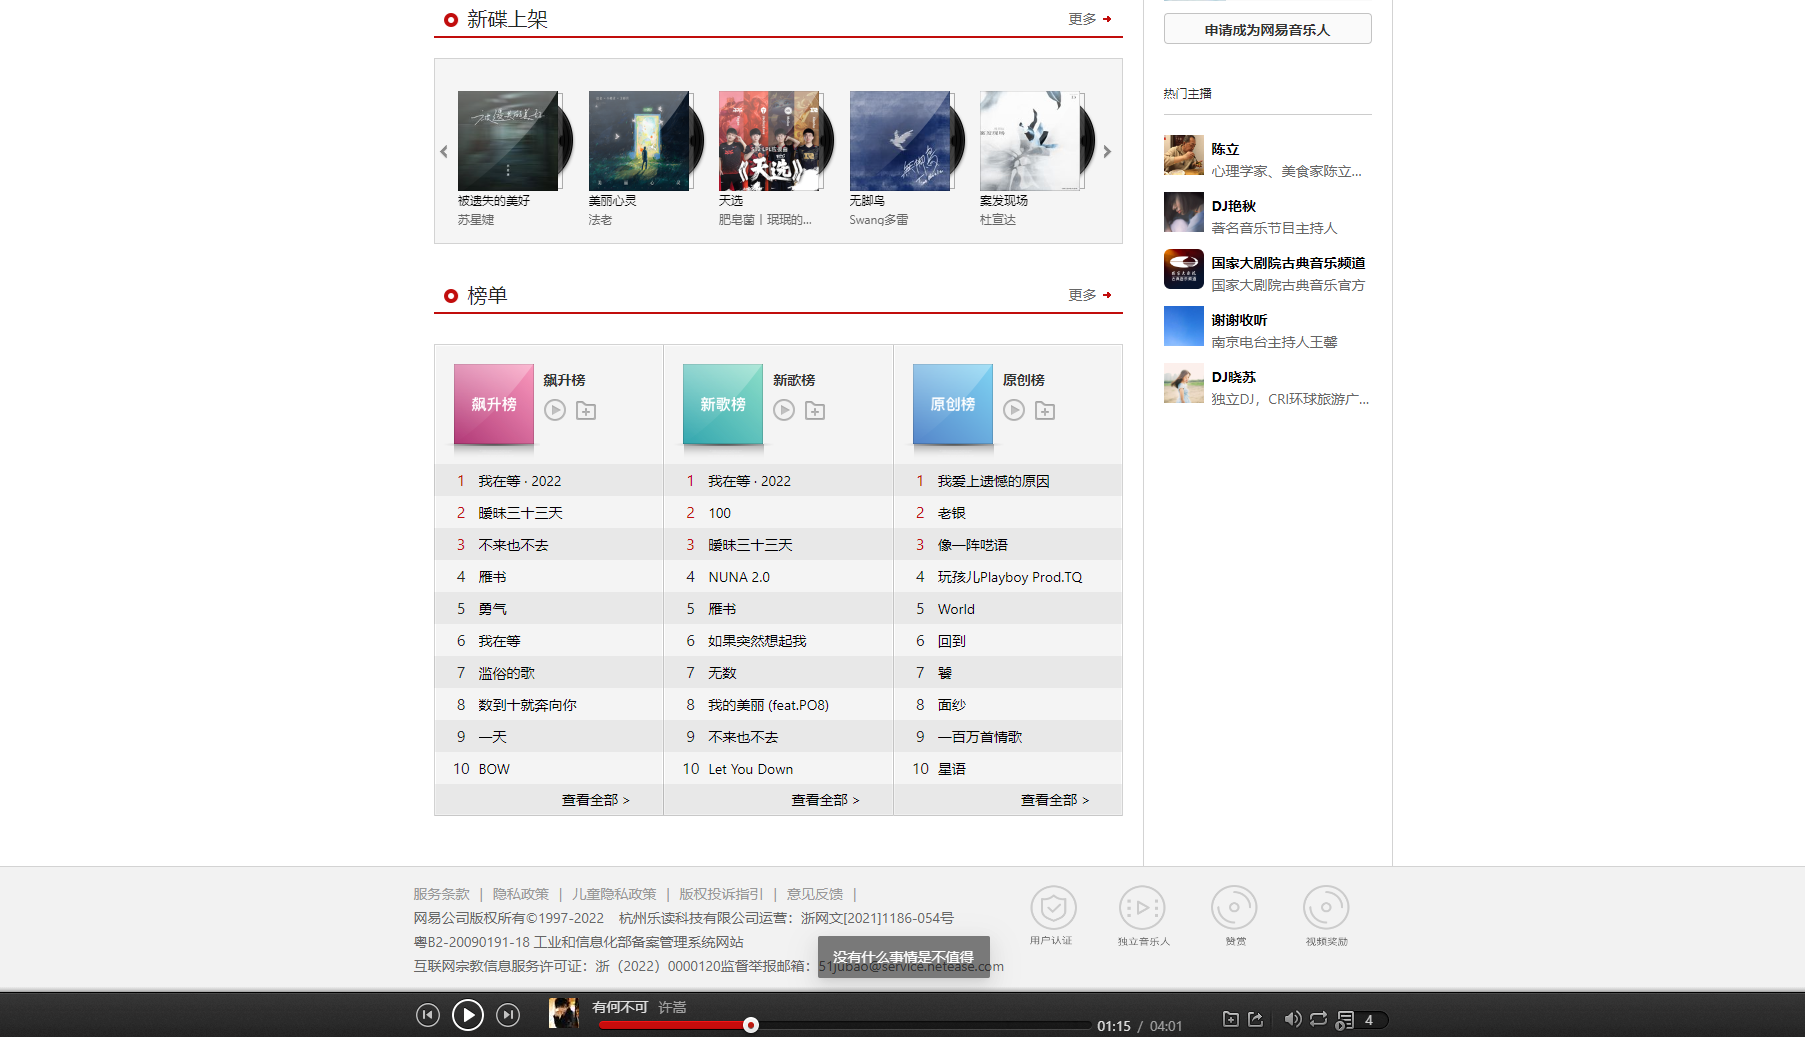 新碟上架
更多
被遗失的美好
苏星婕
美丽心灵
法老
《天选》
天选
肥皂菌丨珉珉的...
无脚鸟
Swanq多雷
案发现场
杜宣达
榜单
更多
飙升榜
飙升榜
1 我在等 · 2022
2 暧昧三十三天
3 不来也不去
4 雁书
5 勇气
6 我在等
7 滥俗的歌
8 数到十就奔向你
9 一天
10 BOW
查看全部 >
新歌榜
新歌榜
1 我在等 · 2022
2 100
3 暧昧三十三天
4 NUNA 2.0
5 雁书
6 如果突然想起我
7 无数
8 我的美丽 (feat.PO8)
9 不来也不去
10 Let You Down
查看全部 >
原创榜
原创榜
1 我爱上遗憾的原因
2 老银
3 像一阵呓语
4 玩孩儿Playboy Prod.TQ
5 World
6 回到
7 鬘
8 面纱
9 一百万首情歌
10 星语
查看全部 >
申请成为网易音乐人
热门主播
陈立
心理学家、美食家陈立...
DJ艳秋
著名音乐节目主持人
国家大剧院古典音乐频道
国家大剧院古典音乐官方
谢谢收听
南京电台主持人王馨
DJ晓苏
独立DJ，CRI环球旅游广...
服务条款 | 隐私政策 | 儿童隐私政策 | 版权投诉指引 | 意见反馈 |
网易公司版权所有©1997-2022 杭州乐读科技有限公司运营：浙网文[2021]1186-054号
粤B2-20090191-18 工业和信息化部备案管理系统网站
互联网宗教信息服务许可证：浙（2022）0000120监督举报邮箱：51jubao@service.netease.com
没有什么事情是不值得
用户认证
独立音乐人
赞赏
视频奖励
有何不可 许嵩
01:15 / 04:01
4